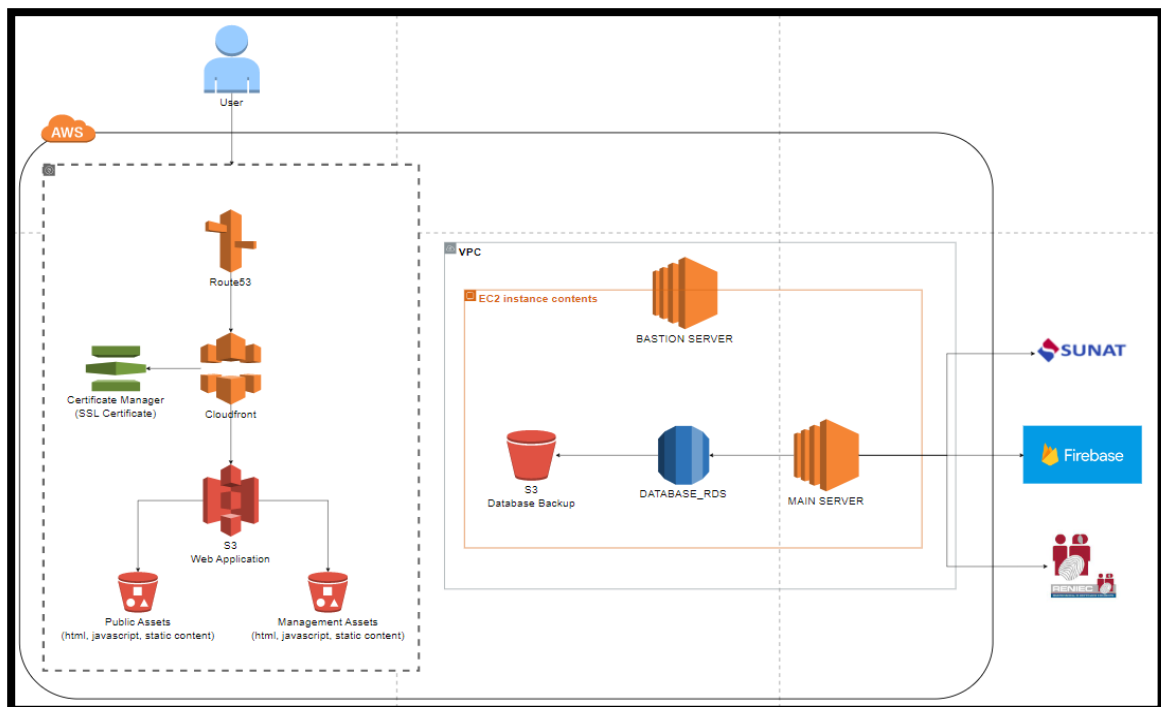 User
AWS
Route53
Certificate Manager
(SSL Certificate)
Cloudfront
S3
Web Application
Public Assets
(html, javascript, static content)
Management Assets
(html, javascript, static content)
VPC
EC2 instance contents
BASTION SERVER
S3
Database Backup
DATABASE_RDS
MAIN SERVER
SUNAT
Firebase
RENIEC